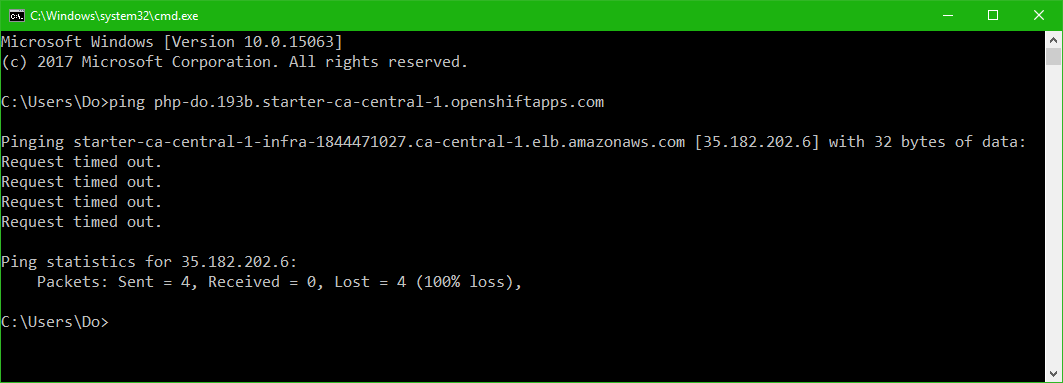 C:\Windows\system32\cmd.exe
Microsoft Windows [Version 10.0.15063]
(c) 2017 Microsoft Corporation. All rights reserved.
C:\Users\Do>ping php-do.193b.starter-ca-central-1.openshiftapps.com
Pinging starter-ca-central-1-infra-1844471027.ca-central-1.elb.amazonaws.com [35.182.202.6] with 32 bytes of data:
Request timed out.
Request timed out.
Request timed out.
Request timed out.
Ping statistics for 35.182.202.6:
    Packets: Sent = 4, Received = 0, Lost = 4 (100% loss),
C:\Users\Do>